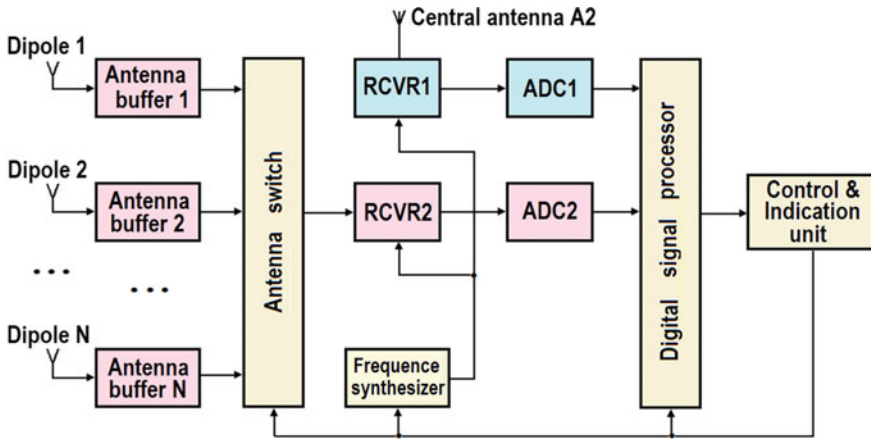 Central antenna A2
Dipole 1
Antenna
buffer 1
RCVR1
ADC1
Dipole 2
Antenna
buffer 2
Antenna switch
RCVR2
ADC2
Digital signal processor
Control &
Indication
unit
...
...
Dipole N
Antenna
buffer N
Frequence
synthesizer